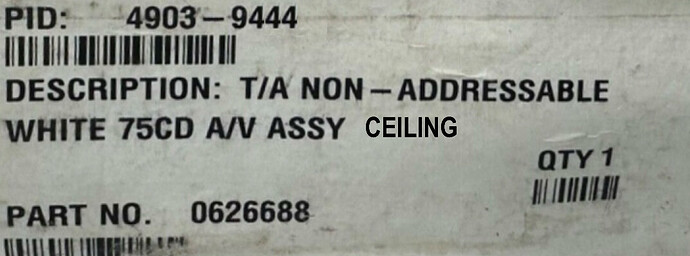 PID: 4903-9444
DESCRIPTION: T/A NON-ADDRESSABLE
WHITE 75CD A/V ASSY CEILING
QTY 1
PART NO. 0626688